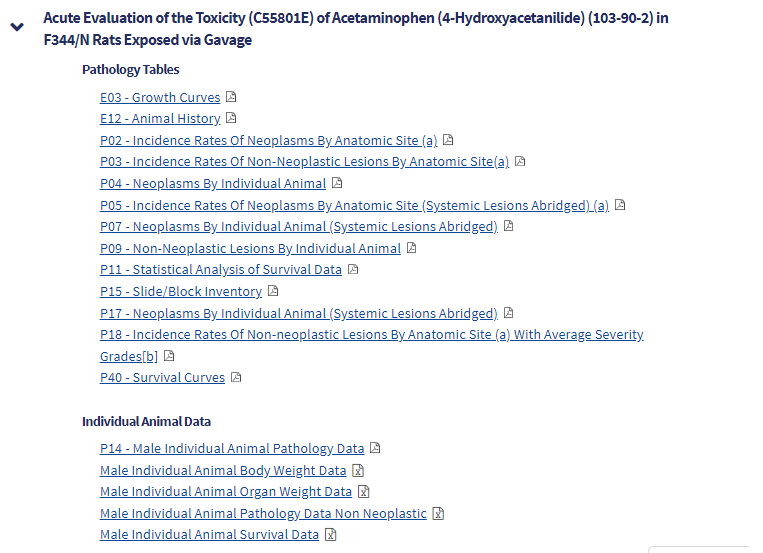 Acute Evaluation of the Toxicity (C55801E) of Acetaminophen (4-Hydroxyacetanilide) (103-90-2) in
F344/N Rats Exposed via Gavage
Pathology Tables
E03 - Growth Curves
E12 - Animal History
P02 - Incidence Rates Of Neoplasms By Anatomic Site (a)
P03 - Incidence Rates Of Non-Neoplastic Lesions By Anatomic Site(a)
P04 - Neoplasms By Individual Animal
P05 - Incidence Rates Of Neoplasms By Anatomic Site (Systemic Lesions Abridged) (a)
P07 - Neoplasms By Individual Animal (Systemic Lesions Abridged)
P09 - Non-Neoplastic Lesions By Individual Animal
P11 - Statistical Analysis of Survival Data
P15 - Slide/Block Inventory
P17 - Neoplasms By Individual Animal (Systemic Lesions Abridged)
P18 - Incidence Rates Of Non-neoplastic Lesions By Anatomic Site (a) With Average Severity
Grades[b]
P40 - Survival Curves
Individual Animal Data
P14 - Male Individual Animal Pathology Data
Male Individual Animal Body Weight Data
Male Individual Animal Organ Weight Data
Male Individual Animal Pathology Data Non Neoplastic
Male Individual Animal Survival Data